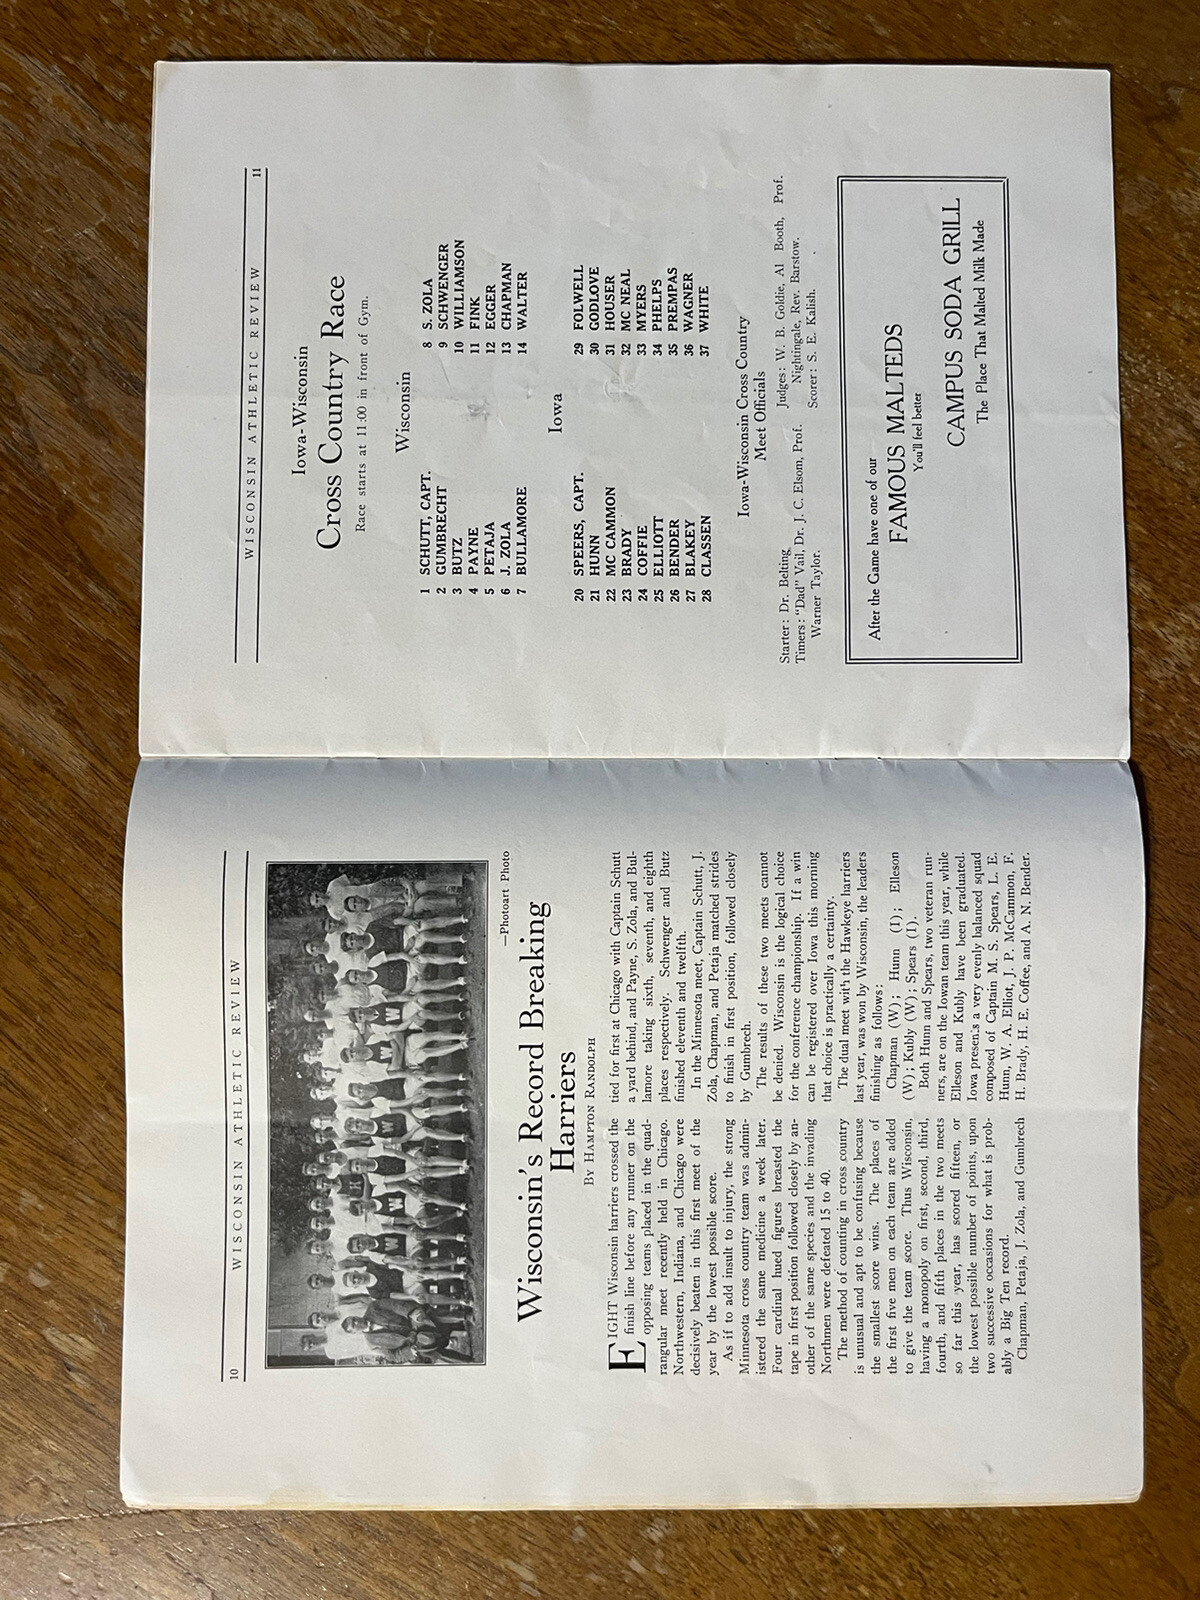 10
WISCONSIN ATHLETIC REVIEW
—Photoart Photo
Wisconsin's Record Breaking
Harriers
BY HAMPTON RANDOLPH
EIGHT Wisconsin harriers crossed the
finish line before any runner on the
opposing teams placed in the quad-
rangular meet recently held in Chicago.
Northwestern, Indiana, and Chicago were
decisively beaten in this first meet of the
year by the lowest possible score.
As if to add insult to injury, the strong
Minnesota cross country team was admin-
istered the same medicine a week later.
Four cardinal hued figures breasted the
tape in first position followed closely by an-
other of the same species and the invading
Northmen were defeated 15 to 40.
The method of counting in cross country
is unusual and apt to be confusing because
the smallest score wins. The places of
the first five men on each team are added
to give the team score. Thus Wisconsin,
having a monopoly on first, second, third,
fourth, and fifth places in the two meets
so far this year, has scored fifteen, or
the lowest possible number of points, upon
two successive occasions for what is prob-
ably a Big Ten record.
Chapman, Petaja, J. Zola, and Gumbrech
tied for first at Chicago with Captain Schutt
a yard behind, and Payne, S. Zola, and Bul-
lamore taking sixth, seventh, and eighth
places respectively. Schwenger and Butz
finished eleventh and twelfth.
In the Minnesota meet, Captain Schutt, J.
Zola, Chapman, and Petaja matched strides
to finish in first position, followed closely
by Gumbrech.
The results of these two meets cannot
be denied. Wisconsin is the logical choice
for the conference championship. If a win
can be registered over Iowa this morning
that choice is practically a certainty.
The dual meet with the Hawkeye harriers
last year, was won by Wisconsin, the leaders
finishing as follows:
Chapman (W); Hunn (I); Elleson
(W); Kubly (W); Spears (I).
Both Hunn and Spears, two veteran run-
ners, are on the Iowan team this year, while
Elleson and Kubly have been graduated.
Iowa presents a very evenly balanced squad
composed of Captain M. S. Spears, L. E.
Hunn, W. A. Elliot, J. P. McCammon, F.
H. Brady, H. E. Coffee, and A. N. Bender.
WISCONSIN ATHLETIC REVIEW
11
Iowa-Wisconsin
Cross Country Race
Race starts at 11:00 in front of Gym.
Wisconsin
1 SCHUTT, CAPT.
2 GUMBRECHT
3 BUTZ
4 PAYNE
5 PETAJA
6 J. ZOLA
7 BULLAMORE
8 S. ZOLA
9 SCHWENGER
10 WILLIAMSON
11 FINK
12 EGGER
13 CHAPMAN
14 WALTER
Iowa
20 SPEERS, CAPT.
21 HUNN
22 MC CAMMON
23 BRADY
24 COFFIE
25 ELLIOTT
26 BENDER
27 BLAKEY
28 CLASSEN
29 FOLWELL
30 GODLOVE
31 HOUSER
32 MC NEAL
33 MYERS
34 PHELPS
35 PREMPAS
36 WAGNER
37 WHITE
Iowa-Wisconsin Cross Country
Meet Officials
Starter: Dr. Belting
Timers: "Dad" Vail, Dr. J. C. Elsom, Prof.
Warner Taylor.
Judges: W. B. Goldie, Al Booth, Prof.
Nightingale, Rev. Barstow.
Scorer: S. E. Kalish.
After the Game have one of our
FAMOUS MALTEDS
You'll feel better
CAMPUS SODA GRILL
The Place That Malted Milk Made